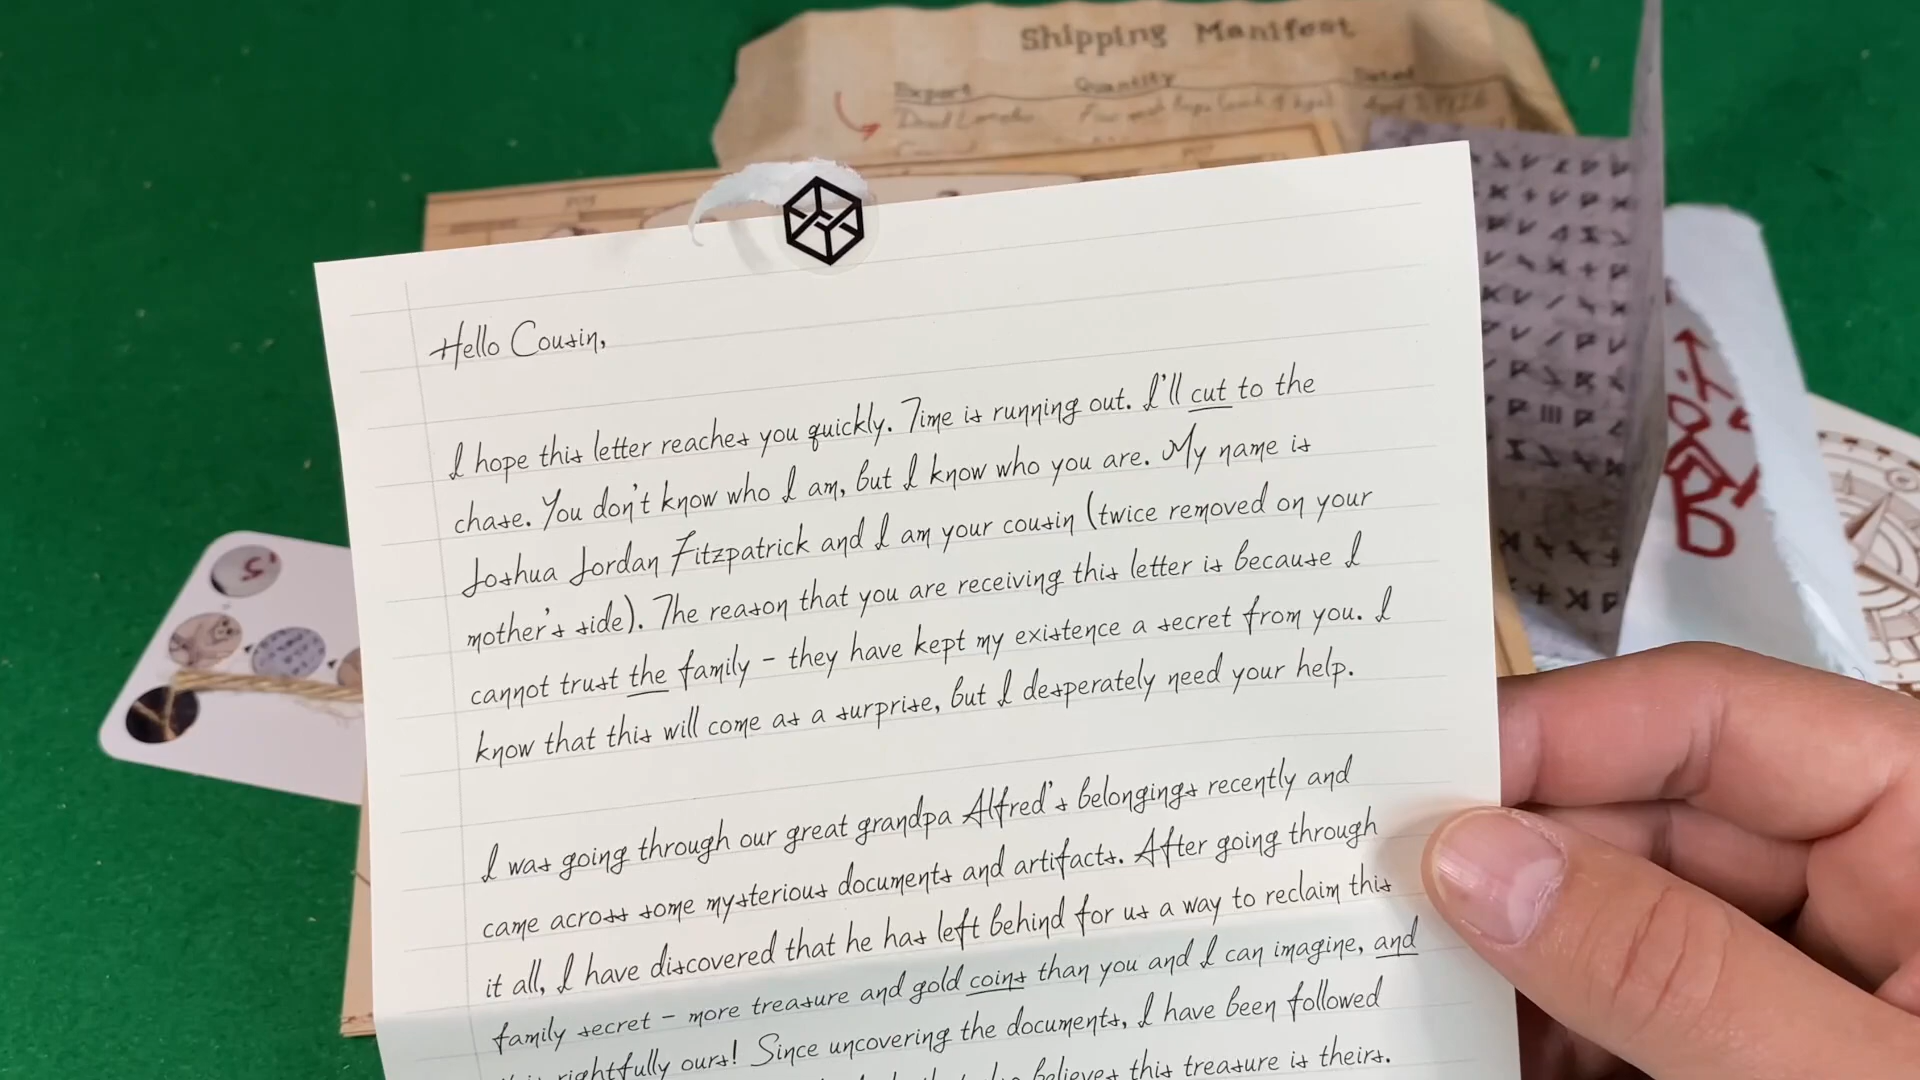 Shipping Manifest
Export Quantity Dated
Hello Cousin,
I hope this letter reaches you quickly. Time is running out. I'll cut to the
chase. You don't know who I am, but I know who you are. My name is
Joshua Jordan Fitzpatrick and I am your cousin (twice removed on your
mother's side). The reason that you are receiving this letter is because I
cannot trust the family - they have kept my existence a secret from you. I
know that this will come as a surprise, but I desperately need your help.
I was going through our great grandpa Alfred's belongings recently and
came across some mysterious documents and artifacts. After going through
it all, I have discovered that he has left behind for us a way to reclaim this
family secret - more treasure and gold coins than you and I can imagine, and
rightfully ours! Since uncovering the documents, I have been followed
believes this treasure is theirs.